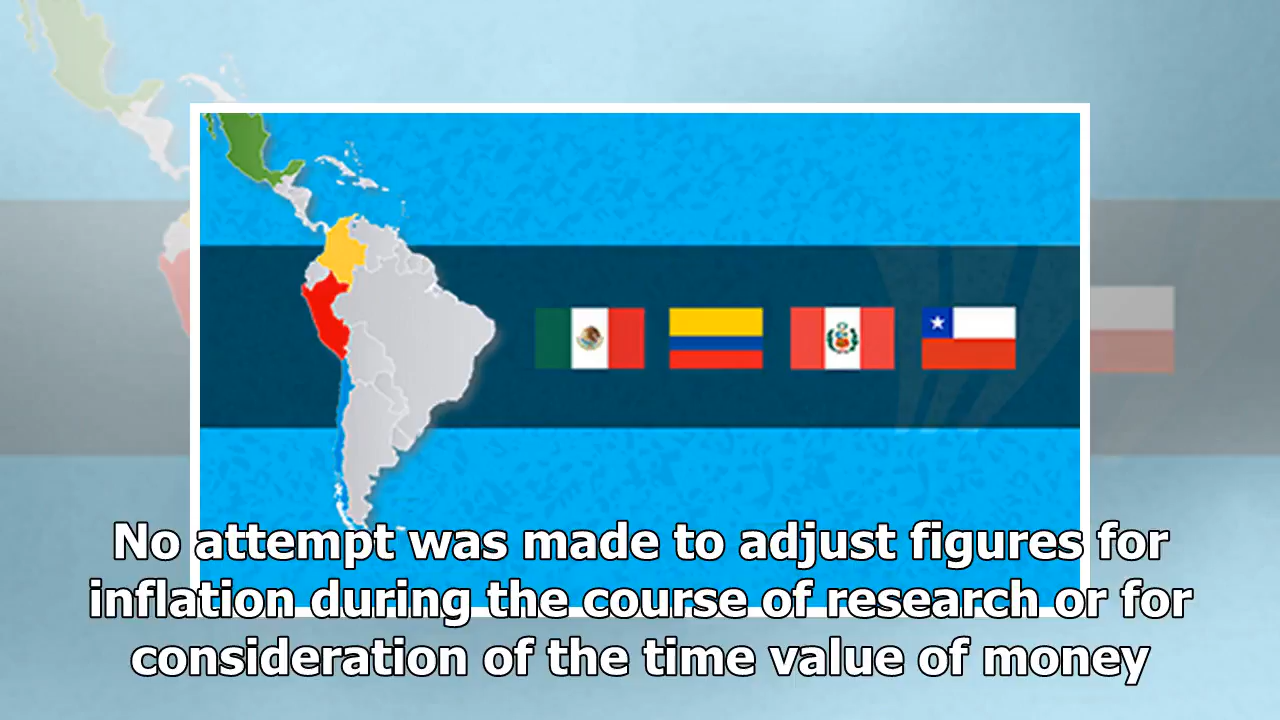 No attempt was made to adjust figures for
inflation during the course of research or for
consideration of the time value of money